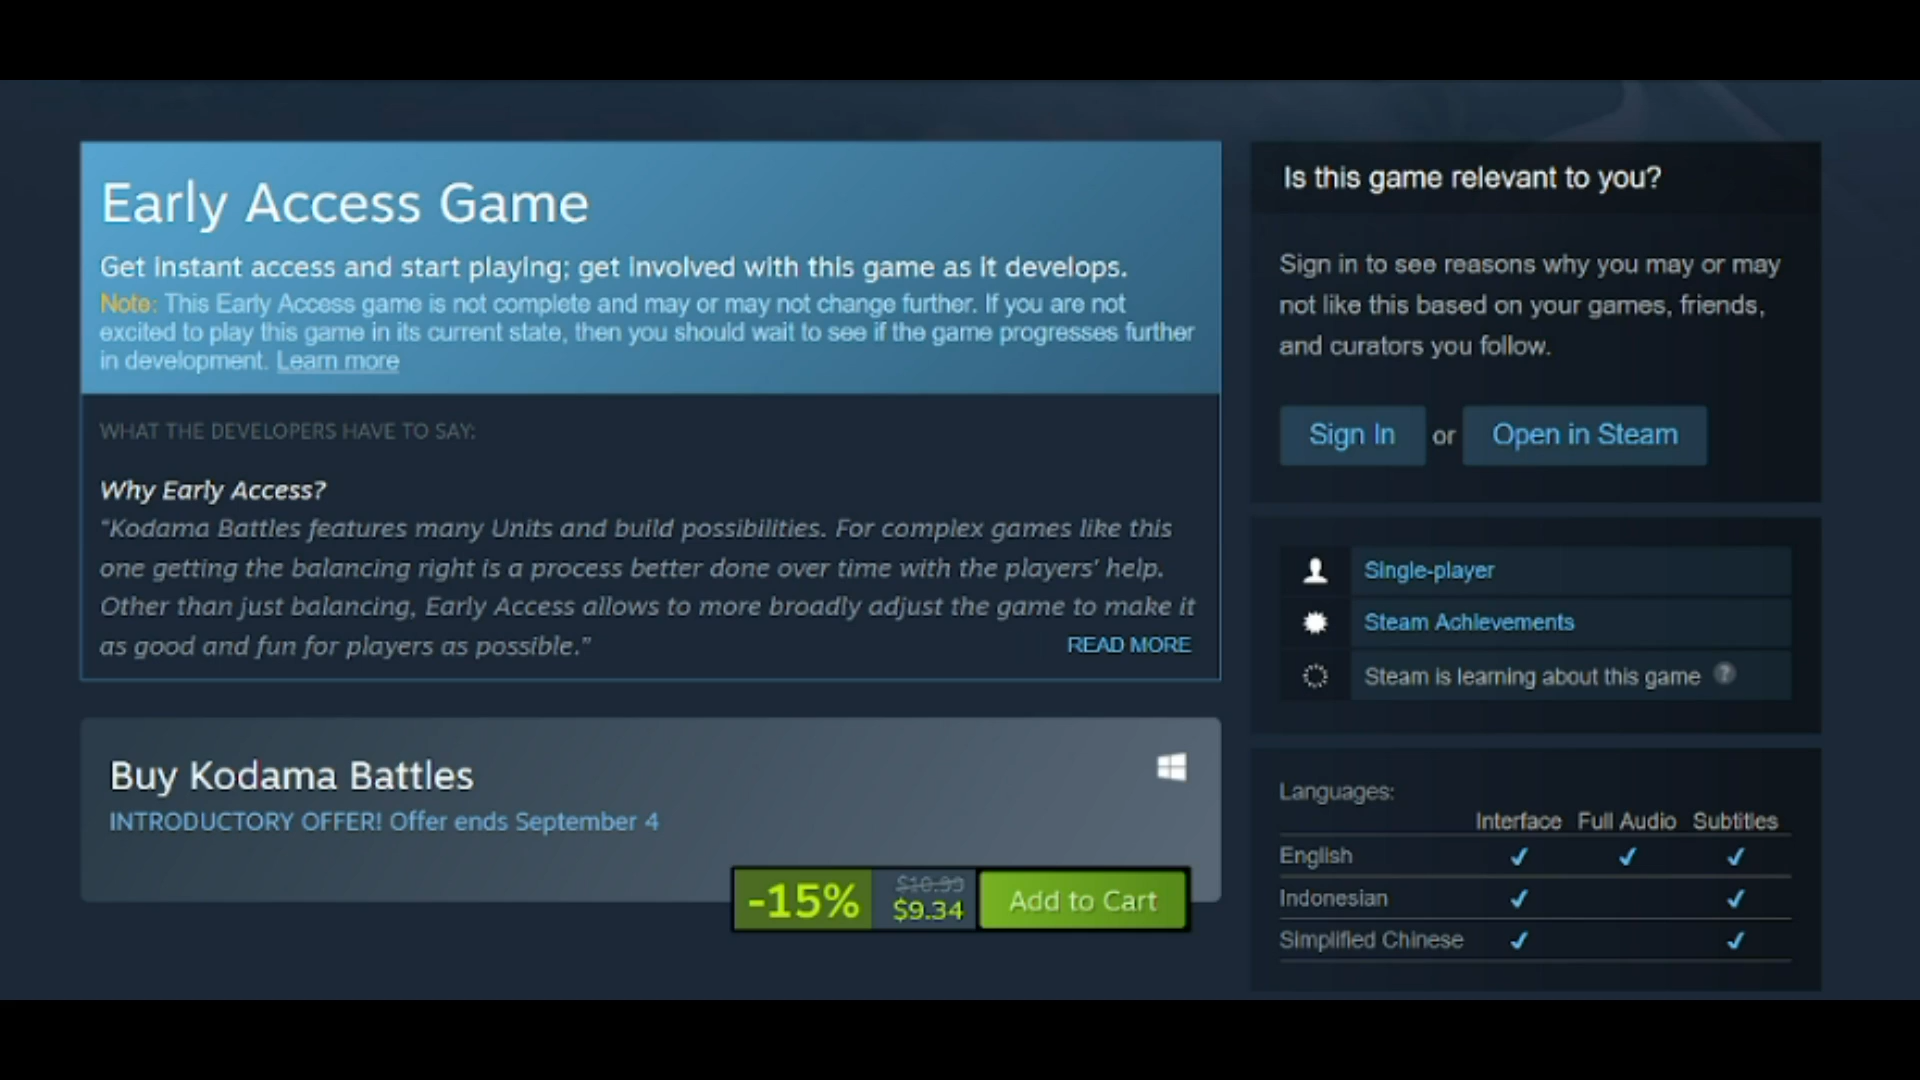 Early Access Game
Get instant access and start playing; get involved with this game as it develops.
Note: This Early Access game is not complete and may or may not change further. If you are not
excited to play this game in its current state, then you should wait to see if the game progresses further
in development. Learn more
WHAT THE DEVELOPERS HAVE TO SAY:
Why Early Access?
“Kodama Battles features many Units and build possibilities. For complex games like this
one getting the balancing right is a process better done over time with the players’ help.
Other than just balancing, Early Access allows to more broadly adjust the game to make it
as good and fun for players as possible.”
READ MORE
Buy Kodama Battles
INTRODUCTORY OFFER! Offer ends September 4
-15%
$10.99
$9.34
Add to Cart
Is this game relevant to you?
Sign in to see reasons why you may or may
not like this based on your games, friends,
and curators you follow.
Sign In or Open in Steam
Single-player
Steam Achievements
Steam is learning about this game ?
Languages:
Interface Full Audio Subtitles
English ✔ ✔ ✔
Indonesian ✔ ✔
Simplified Chinese ✔ ✔